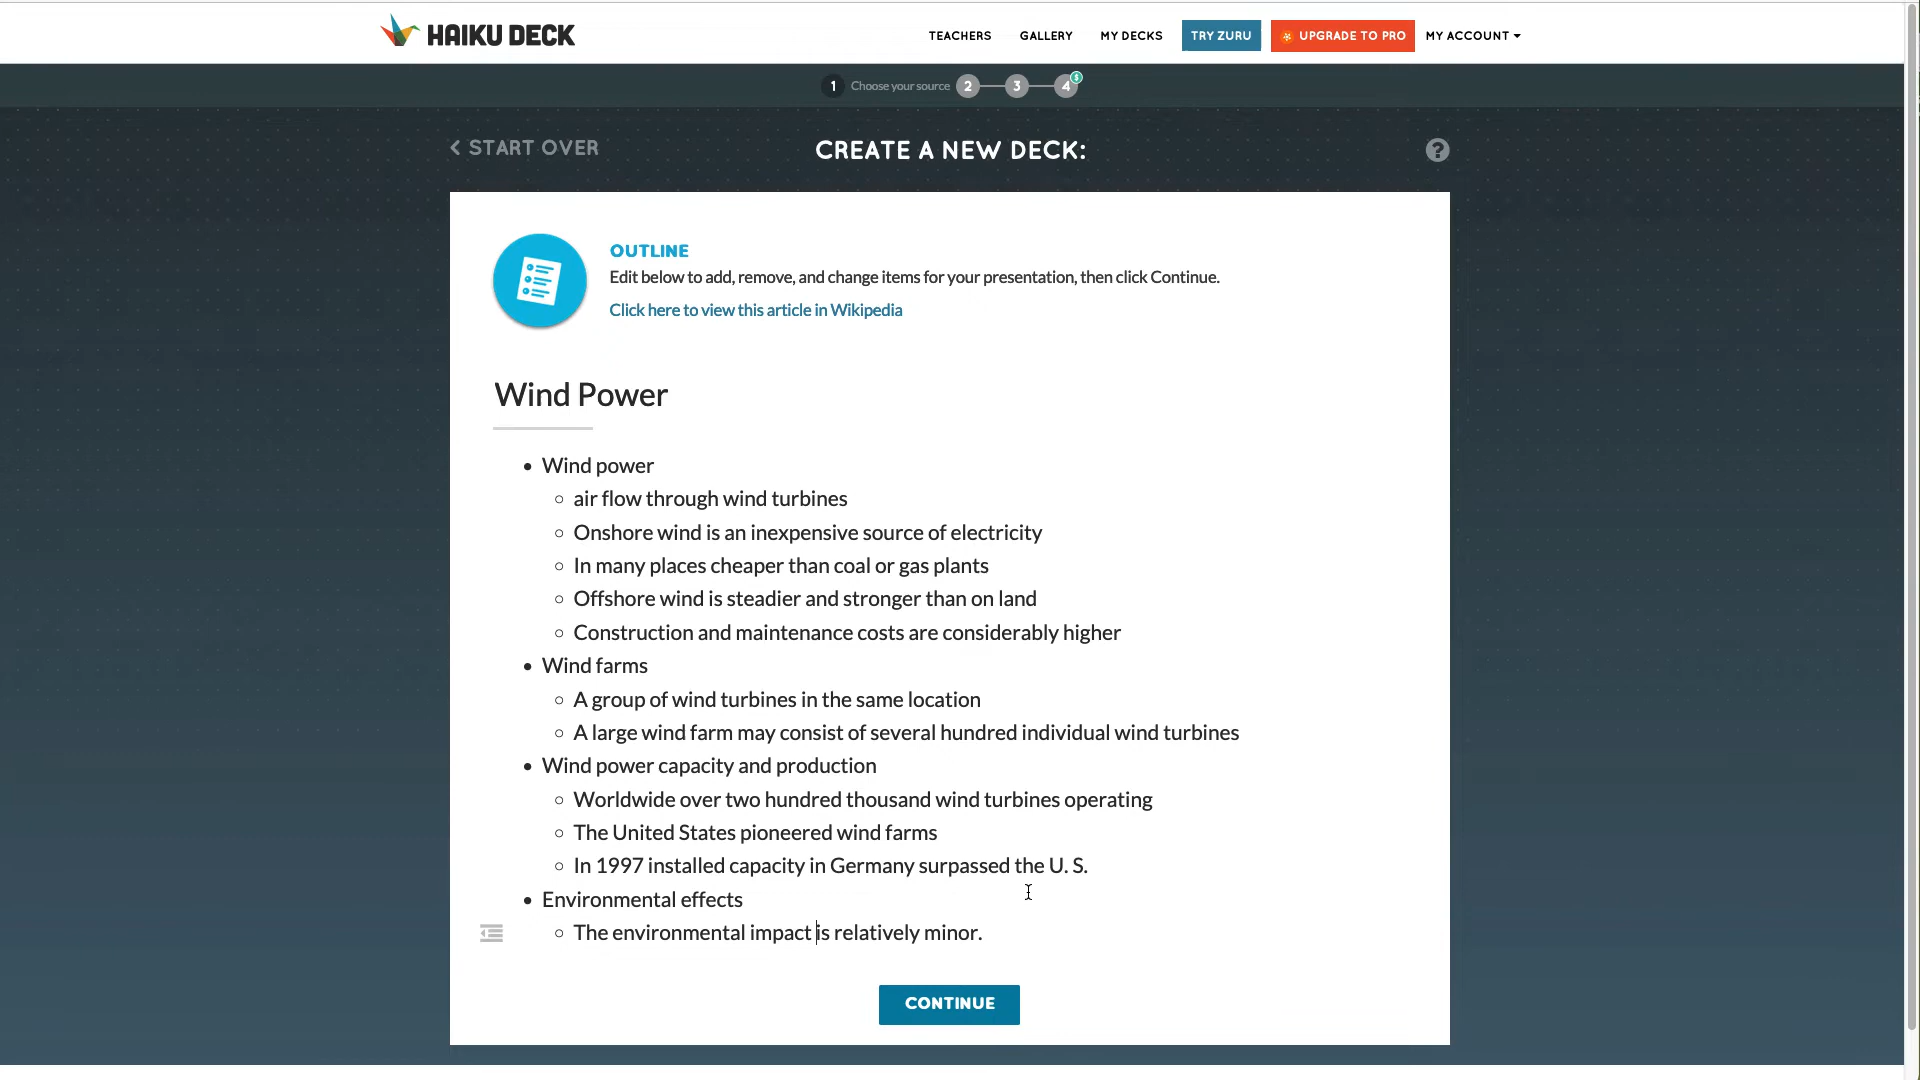 HAIKU DECK
TEACHERS GALLERY MY DECKS TRY ZURU UPGRADE TO PRO MY ACCOUNT
1 Choose your source 2 3 4 $
START OVER
CREATE A NEW DECK:
?
OUTLINE
Edit below to add, remove, and change items for your presentation, then click Continue.
Click here to view this article in Wikipedia
Wind Power
Wind power
air flow through wind turbines
Onshore wind is an inexpensive source of electricity
In many places cheaper than coal or gas plants
Offshore wind is steadier and stronger than on land
Construction and maintenance costs are considerably higher
Wind farms
A group of wind turbines in the same location
A large wind farm may consist of several hundred individual wind turbines
Wind power capacity and production
Worldwide over two hundred thousand wind turbines operating
The United States pioneered wind farms
In 1997 installed capacity in Germany surpassed the U. S.
Environmental effects
The environmental impact is relatively minor.
CONTINUE